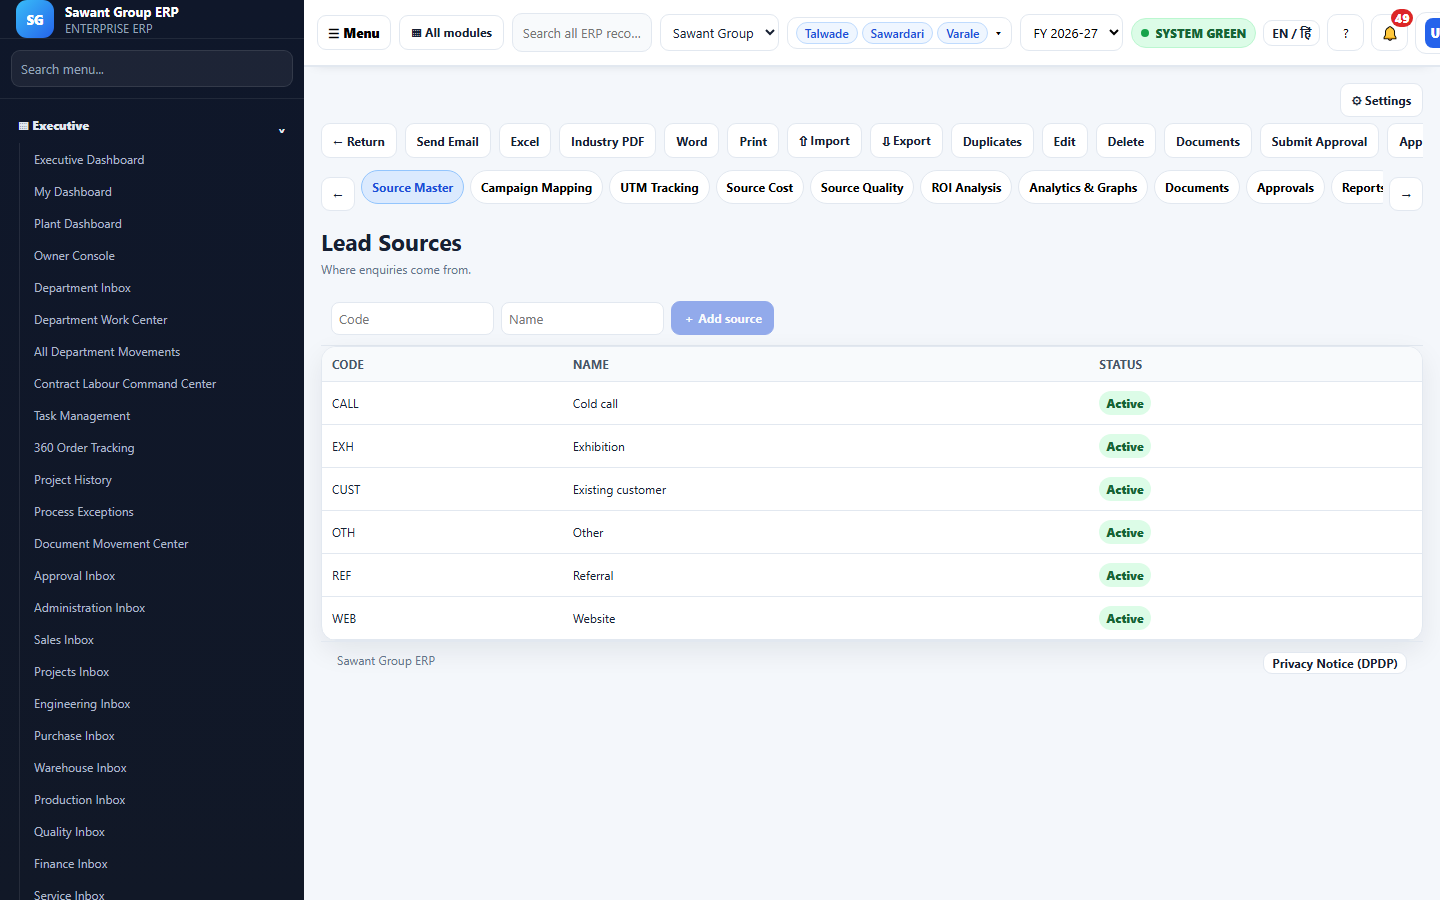 SG
Sawant Group ERP
ENTERPRISE ERP
Search menu...
Executive
Executive Dashboard
My Dashboard
Plant Dashboard
Owner Console
Department Inbox
Department Work Center
All Department Movements
Contract Labour Command Center
Task Management
360 Order Tracking
Project History
Process Exceptions
Document Movement Center
Approval Inbox
Administration Inbox
Sales Inbox
Projects Inbox
Engineering Inbox
Purchase Inbox
Warehouse Inbox
Production Inbox
Quality Inbox
Finance Inbox
Service Inbox
☰ Menu
All modules
Search all ERP reco...
Sawant Group
Talwade Sawardari Varale
FY 2026-27
SYSTEM GREEN
EN / हिं
?
49
U
Settings
← Return Send Email Excel Industry PDF Word Print ⇧ Import ⇩ Export Duplicates Edit Delete Documents Submit Approval App
← Source Master Campaign Mapping UTM Tracking Source Cost Source Quality ROI Analysis Analytics & Graphs Documents Approvals Reports →
Lead Sources
Where enquiries come from.
Code Name + Add source
CODE NAME STATUS
CALL Cold call Active
EXH Exhibition Active
CUST Existing customer Active
OTH Other Active
REF Referral Active
WEB Website Active
Sawant Group ERP
Privacy Notice (DPDP)